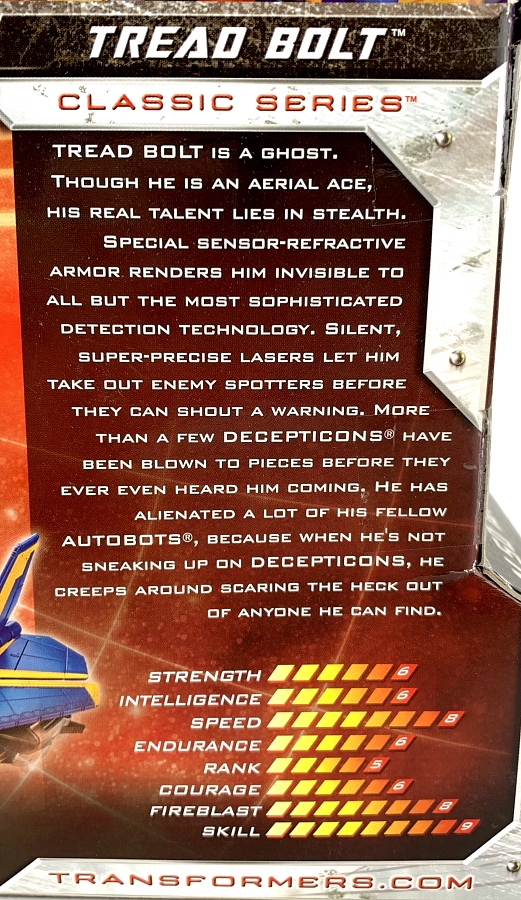 TREAD BOLT™
CLASSIC SERIES™
TREAD BOLT IS A GHOST.
THOUGH HE IS AN AERIAL ACE,
HIS REAL TALENT LIES IN STEALTH.
SPECIAL SENSOR-REFRACTIVE
ARMOR RENDERS HIM INVISIBLE TO
ALL BUT THE MOST SOPHISTICATED
DETECTION TECHNOLOGY. SILENT,
SUPER-PRECISE LASERS LET HIM
TAKE OUT ENEMY SPOTTERS BEFORE
THEY CAN SHOUT A WARNING. MORE
THAN A FEW DECEPTICONS® HAVE
BEEN BLOWN TO PIECES BEFORE THEY
EVER EVEN HEARD HIM COMING. HE HAS
ALIENATED A LOT OF HIS FELLOW
AUTOBOTS®, BECAUSE WHEN HE'S NOT
SNEAKING UP ON DECEPTICONS, HE
CREEPS AROUND SCARING THE HECK OUT
OF ANYONE HE CAN FIND.
STRENGTH 6
INTELLIGENCE 6
SPEED 8
ENDURANCE 6
RANK 5
COURAGE 6
FIREBLAST 8
SKILL 9
TRANSFORMERS.COM